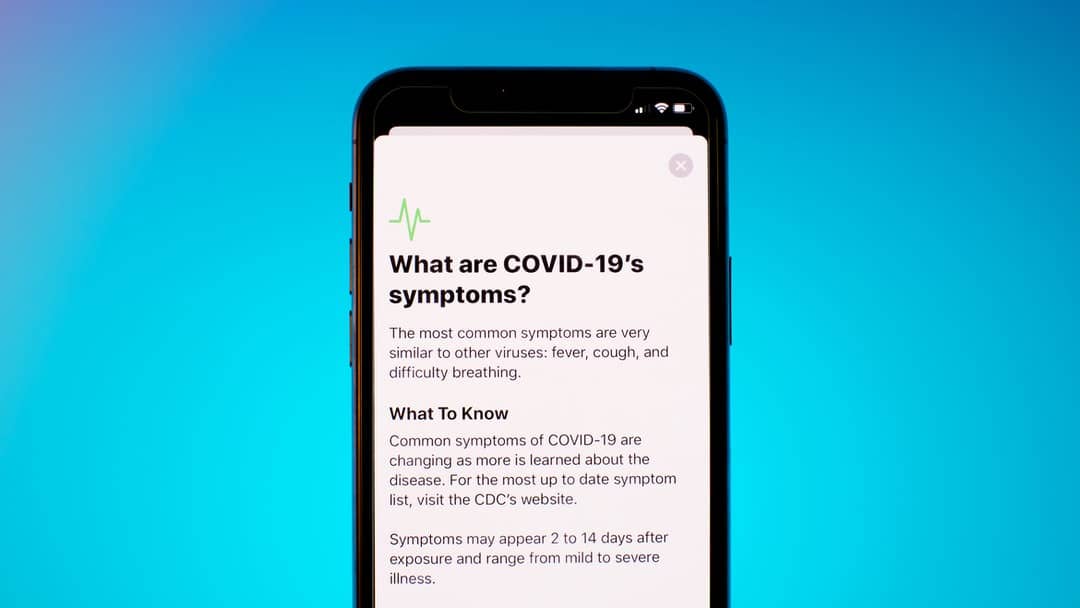 What are COVID-19’s
symptoms?
The most common symptoms are very
similar to other viruses: fever, cough, and
difficulty breathing.
What To Know
Common symptoms of COVID-19 are
changing as more is learned about the
disease. For the most up to date symptom
list, visit the CDC’s website.
Symptoms may appear 2 to 14 days after
exposure and range from mild to severe
illness.